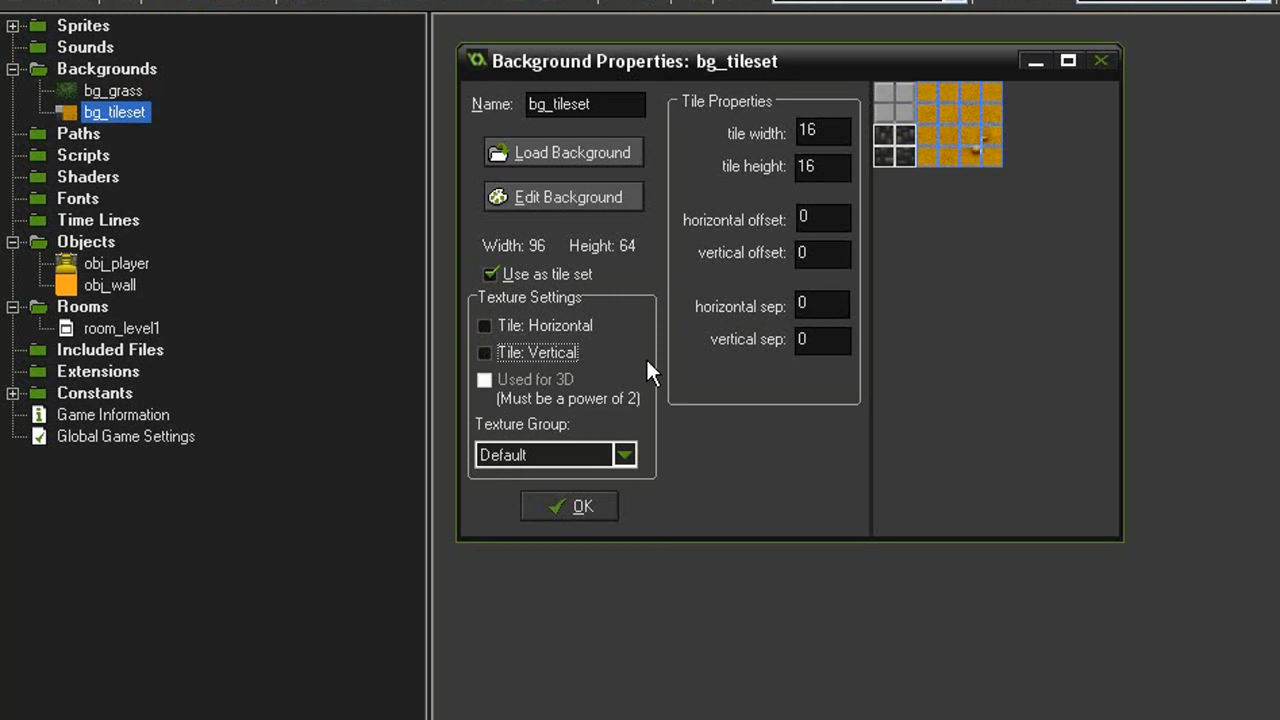 Sprites
Sounds
Backgrounds
bg_grass
bg_tileset
Paths
Scripts
Shaders
Fonts
Time Lines
Objects
obj_player
obj_wall
Rooms
room_level1
Included Files
Extensions
Constants
Game Information
Global Game Settings
Background Properties: bg_tileset
Name: bg_tileset
Load Background
Edit Background
Width: 96 Height: 64
Use as tile set
Texture Settings
Tile: Horizontal
Tile: Vertical
Used for 3D
(Must be a power of 2)
Texture Group:
Default
OK
Tile Properties
tile width: 16
tile height: 16
horizontal offset: 0
vertical offset: 0
horizontal sep: 0
vertical sep: 0